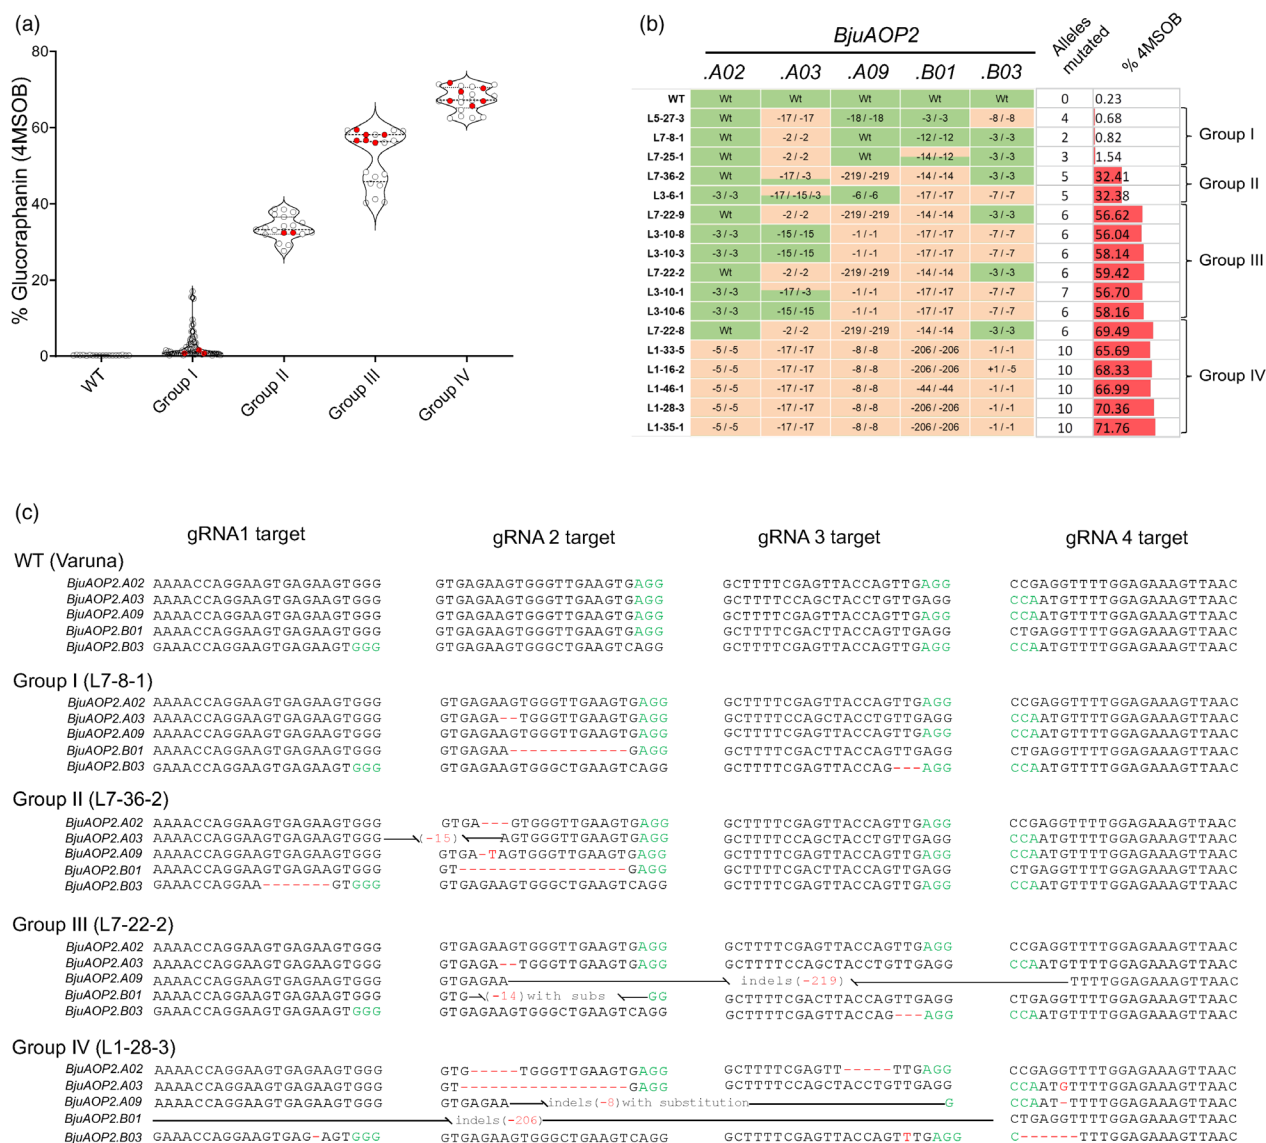 (a)
80
60
40
20
0
% Glucoraphanin (4MSOB)
WT
Group I
Group II
Group III
Group IV
(b)
BjuAOP2
Alleles mutated
% 4MSOB
.A02 .A03 .A09 .B01 .B03
WT Wt Wt Wt Wt Wt 0 0.23
L5-27-3 Wt -17 / -17 -18 / -18 -3 / -3 -8 / -8 4 0.68
L7-8-1 Wt -2 / -2 Wt -12 / -12 -3 / -3 2 0.82
L7-25-1 Wt -2 / -2 Wt -14 / -12 -3 / -3 3 1.54
L7-36-2 Wt -17 / -3 -219 / -219 -14 / -14 -3 / -3 5 32.41
L3-6-1 -3 / -3 -17 / -15 /-3 -6 / -6 -17 / -17 -7 / -7 5 32.38
L7-22-9 Wt -2 / -2 -219 / -219 -14 / -14 -3 / -3 6 56.62
L3-10-8 -3 / -3 -15 / -15 -1 / -1 -17 / -17 -7 / -7 6 56.04
L3-10-3 -3 / -3 -15 / -15 -1 / -1 -17 / -17 -7 / -7 6 58.14
L7-22-2 Wt -2 / -2 -219 / -219 -14 / -14 -3 / -3 6 59.42
L3-10-1 -3 / -3 -17 / -3 -1 / -1 -17 / -17 -7 / -7 7 56.70
L3-10-6 -3 / -3 -15 / -15 -1 / -1 -17 / -17 -7 / -7 6 58.16
L7-22-8 Wt -2 / -2 -219 / -219 -14 / -14 -3 / -3 6 69.49
L1-33-5 -5 / -5 -17 / -17 -8 / -8 -206 / -206 -1 / -1 10 65.69
L1-16-2 -5 / -5 -17 / -17 -8 / -8 -206 / -206 +1 / -5 10 68.33
L1-46-1 -5 / -5 -17 / -17 -8 / -8 -44 / -44 -1 / -1 10 66.99
L1-28-3 -5 / -5 -17 / -17 -8 / -8 -206 / -206 -1 / -1 10 70.36
L1-35-1 -5 / -5 -17 / -17 -8 / -8 -206 / -206 -1 / -1 10 71.76
Group I
Group II
Group III
Group IV
(c)
gRNA1 target gRNA 2 target gRNA 3 target gRNA 4 target
WT (Varuna)
BjuAOP2.A02 AAAACCAGGAAGTGAGAAGTGGG GTGAGAAGTGGGTTGAAGTGAGG GCTTTTCGAGTTACCAGTTGAGG CCGAGGTTTTGGAGAAAGTTAAC
BjuAOP2.A03 AAAACCAGGAAGTGAGAAGTGGG GTGAGAAGTGGGTTGAAGTGAGG GCTTTTCCAGCTACCTGTTGAGG CCAATGTTTTGGAGAAAGTTAAC
BjuAOP2.A09 AAAACCAGGAAGTGAGAAGTGGG GTGAGAAGTGGGTTGAAGTGAGG GCTTTTCGAGTTACCAGTTGAGG CCAATGTTTTGGAGAAAGTTAAC
BjuAOP2.B01 AAAACCAGGAAGTGAGAAGTGGG GTGAGAAGTGGGTTGAAGTGAGG GCTTTTCGACTTACCAGTTGAGG CTGAGGTTTTGGAGAAAGTTAAC
BjuAOP2.B03 GAAACCAGGAAGTGAGAAGTGGG GTGAGAAGTGGGCTGAAGTCAGG GCTTTTCGAGTTACCAGTTGAGG CCAATGTTTTGGAGAAAGTTAAC
Group I (L7-8-1)
BjuAOP2.A02 AAAACCAGGAAGTGAGAAGTGGG GTGAGAAGTGGGTTGAAGTGAGG GCTTTTCGAGTTACCAGTTGAGG CCGAGGTTTTGGAGAAAGTTAAC
BjuAOP2.A03 AAAACCAGGAAGTGAGAAGTGGG GTGAGA--TGGGTTGAAGTGAGG GCTTTTCCAGCTACCTGTTGAGG CCAATGTTTTGGAGAAAGTTAAC
BjuAOP2.A09 AAAACCAGGAAGTGAGAAGTGGG GTGAGAAGTGGGTTGAAGTGAGG GCTTTTCGAGTTACCAGTTGAGG CCAATGTTTTGGAGAAAGTTAAC
BjuAOP2.B01 AAAACCAGGAAGTGAGAAGTGGG GTGAGAA------------GAGG GCTTTTCGACTTACCAGTTGAGG CTGAGGTTTTGGAGAAAGTTAAC
BjuAOP2.B03 GAAACCAGGAAGTGAGAAGTGGG GTGAGAAGTGGGCTGAAGTCAGG GCTTTTCGAGTTACCAG---AGG CCAATGTTTTGGAGAAAGTTAAC
Group II (L7-36-2)
BjuAOP2.A02 AAAACCAGGAAGTGAGAAGTGGG GTGA---GTGGGTTGAAGTGAGG GCTTTTCGAGTTACCAGTTGAGG CCGAGGTTTTGGAGAAAGTTAAC
BjuAOP2.A03 AAAACCAGGAAGTGAGAAGTGGG (-15) AGTGGGTTGAAGTGAGG GCTTTTCCAGCTACCTGTTGAGG CCAATGTTTTGGAGAAAGTTAAC
BjuAOP2.A09 AAAACCAGGAAGTGAGAAGTGGG GTGA-TAGTGGGTTGAAGTGAGG GCTTTTCGAGTTACCAGTTGAGG CCAATGTTTTGGAGAAAGTTAAC
BjuAOP2.B01 AAAACCAGGAAGTGAGAAGTGGG GT-----------------GAGG GCTTTTCGACTTACCAGTTGAGG CTGAGGTTTTGGAGAAAGTTAAC
BjuAOP2.B03 GAAACCAGGAA-------GTGGG GTGAGAAGTGGGCTGAAGTCAGG GCTTTTCGAGTTACCAGTTGAGG CCAATGTTTTGGAGAAAGTTAAC
Group III (L7-22-2)
BjuAOP2.A02 AAAACCAGGAAGTGAGAAGTGGG GTGAGAAGTGGGTTGAAGTGAGG GCTTTTCGAGTTACCAGTTGAGG CCGAGGTTTTGGAGAAAGTTAAC
BjuAOP2.A03 AAAACCAGGAAGTGAGAAGTGGG GTGAGA--TGGGTTGAAGTGAGG GCTTTTCCAGCTACCTGTTGAGG CCAATGTTTTGGAGAAAGTTAAC
BjuAOP2.A09 AAAACCAGGAAGTGAGAAGTGGG GTGAGAA indels(-219) TTTTGGAGAAAGTTAAC
BjuAOP2.B01 AAAACCAGGAAGTGAGAAGTGGG GTG (-14)with subs GG GCTTTTCGACTTACCAGTTGAGG CTGAGGTTTTGGAGAAAGTTAAC
BjuAOP2.B03 GAAACCAGGAAGTGAGAAGTGGG GTGAGAAGTGGGCTGAAGTCAGG GCTTTTCGAGTTACCAG---AGG CCAATGTTTTGGAGAAAGTTAAC
Group IV (L1-28-3)
BjuAOP2.A02 AAAACCAGGAAGTGAGAAGTGGG GTG-----TGGGTTGAAGTGAGG GCTTTTCGAGTT-----TTGAGG CCGAGGTTTTGGAGAAAGTTAAC
BjuAOP2.A03 AAAACCAGGAAGTGAGAAGTGGG GT-----------------GAGG GCTTTTCCAGCTACCTGTTGAGG CCAATGGTTTTGGAGAAAGTTAAC
BjuAOP2.A09 AAAACCAGGAAGTGAGAAGTGGG GTGAGAA indels(-8)with substitution G CCAAT-TTTTGGAGAAAGTTAAC
BjuAOP2.B01 indels(-206) CTGAGGTTTTGGAGAAAGTTAAC
BjuAOP2.B03 GAAACCAGGAAGTGAG-AGTGGG GTGAGAAGTGGGCTGAAGTCAGG GCTTTTCGAGTTACCAGTTTGAGG C------TTTGGAGAAAGTTAAC